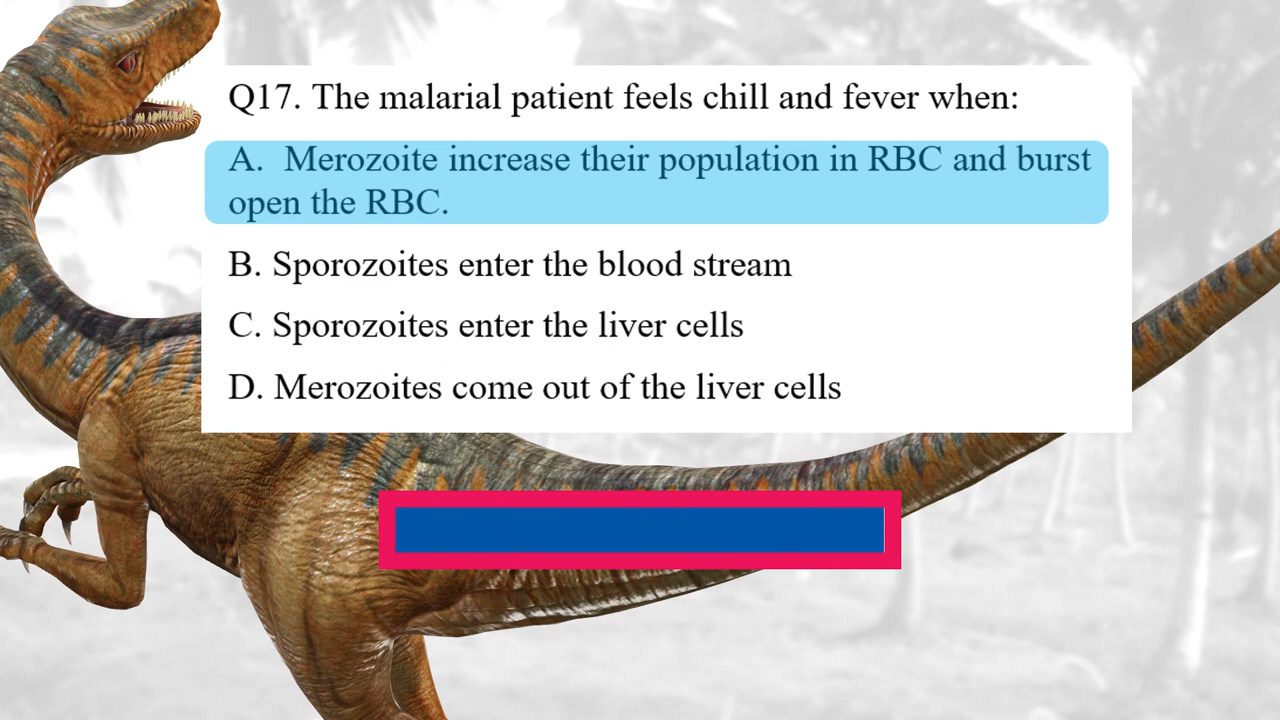 Q17. The malarial patient feels chill and fever when:
A. Merozoite increase their population in RBC and burst
open the RBC.
B. Sporozoites enter the blood stream
C. Sporozoites enter the liver cells
D. Merozoites come out of the liver cells